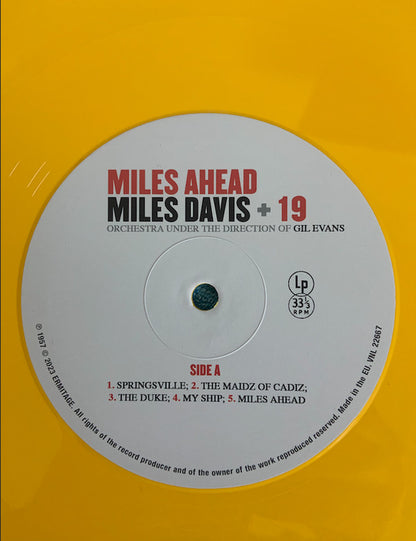 MILES AHEAD
MILES DAVIS + 19
ORCHESTRA UNDER THE DIRECTION OF GIL EVANS
Lp
33⅓
RPM
SIDE A
1. SPRINGSVILLE; 2. THE MAIDZ OF CADIZ;
3. THE DUKE; 4. MY SHIP; 5. MILES AHEAD
℗ 1957 © 2023 ERMITAGE. All rights of the record producer and of the owner of the work reproduced reserved. Made in the EU. VNL 22667